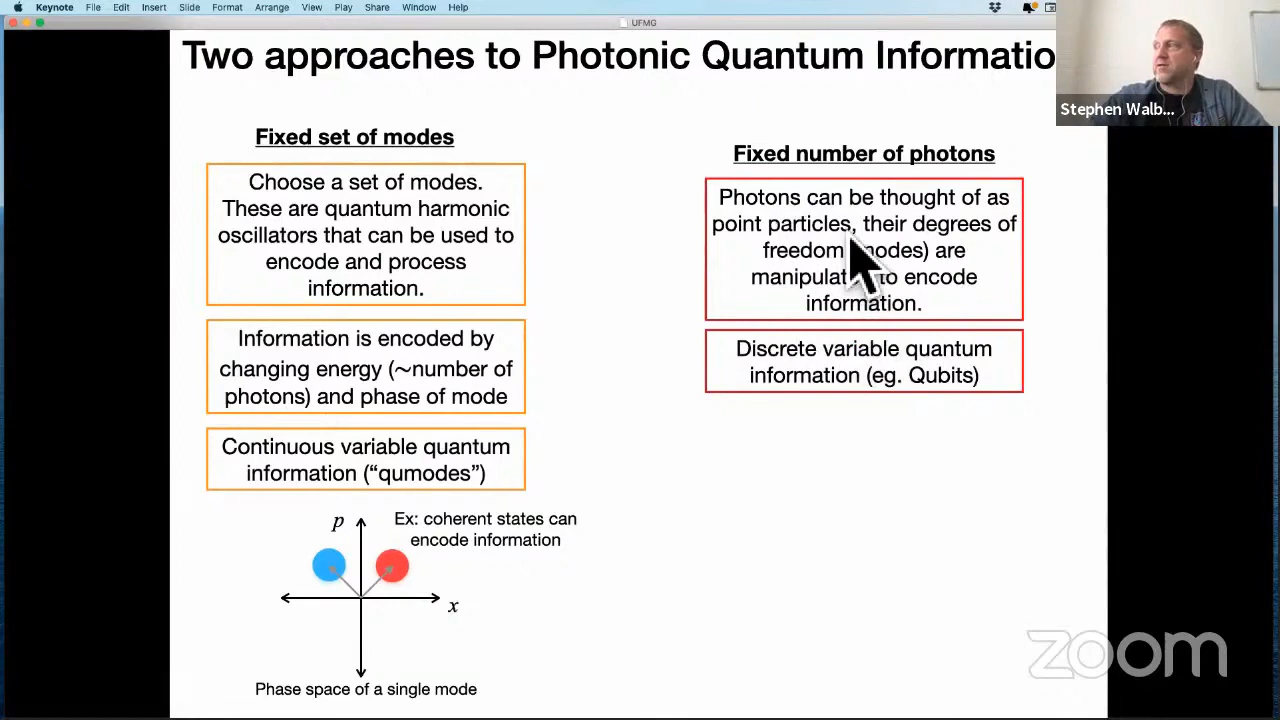 Keynote File Edit Insert Slide Format Arrange View Play Share Window Help
UFMG
Two approaches to Photonic Quantum Informatio
Stephen Walb...
Fixed set of modes
Choose a set of modes.
These are quantum harmonic
oscillators that can be used to
encode and process
information.
Information is encoded by
changing energy (~number of
photons) and phase of mode
Continuous variable quantum
information (“qumodes”)
p
Ex: coherent states can
encode information
x
Phase space of a single mode
Fixed number of photons
Photons can be thought of as
point particles, their degrees of
freedom modes) are
manipulat to encode
information.
Discrete variable quantum
information (eg. Qubits)
zoom